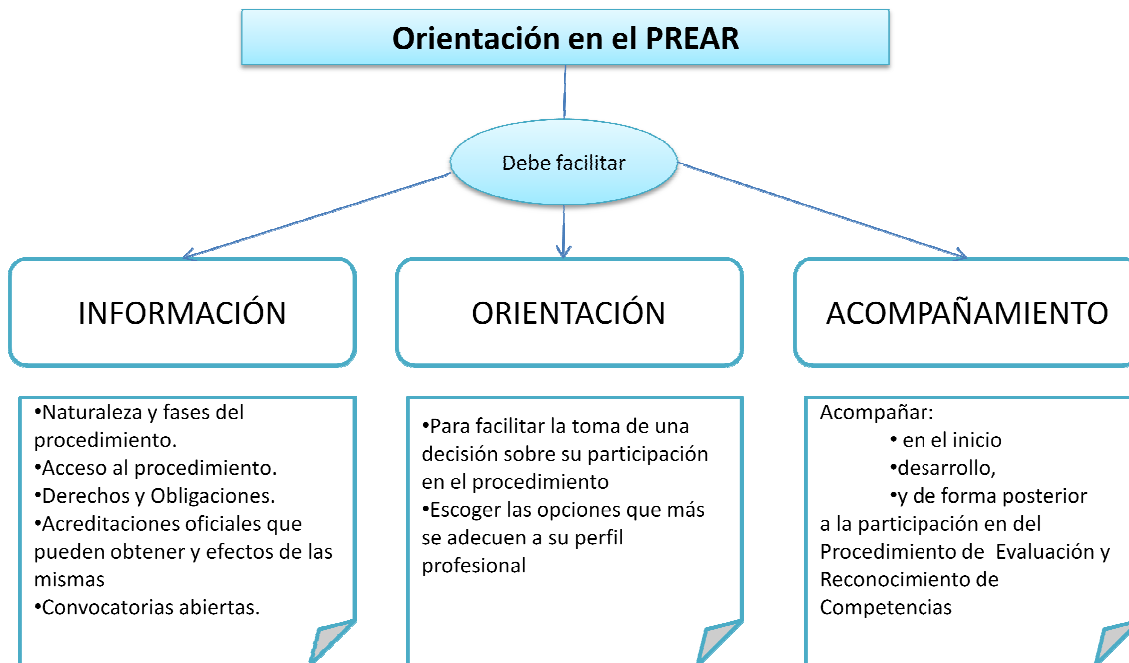 Orientación en el PREAR
Debe facilitar
INFORMACIÓN
•Naturaleza y fases del
procedimiento.
•Acceso al procedimiento.
•Derechos y Obligaciones.
•Acreditaciones oficiales que
pueden obtener y efectos de las
mismas
•Convocatorias abiertas.
ORIENTACIÓN
•Para facilitar la toma de una
decisión sobre su participación
en el procedimiento
•Escoger las opciones que más
se adecuen a su perfil
profesional
ACOMPAÑAMIENTO
Acompañar:
• en el inicio
•desarrollo,
•y de forma posterior
a la participación en del
Procedimiento de Evaluación y
Reconocimiento de
Competencias